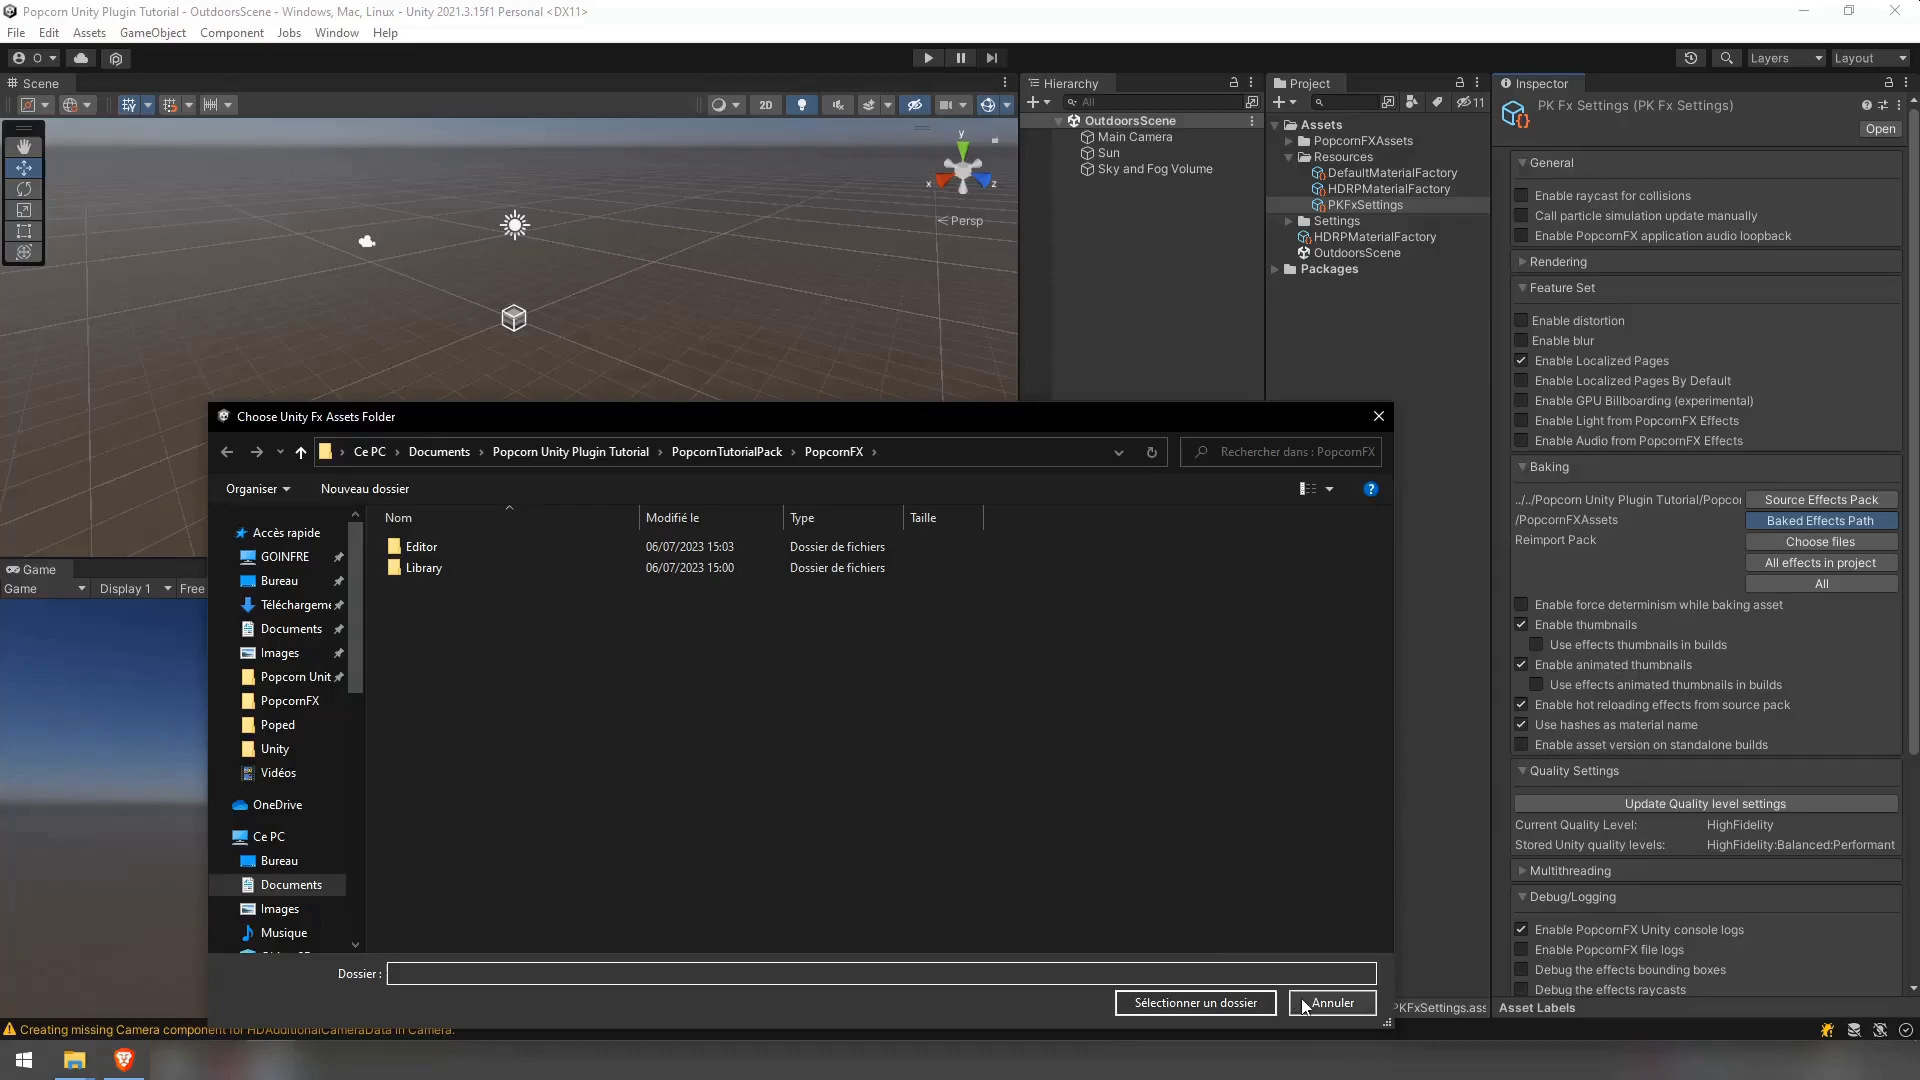 Popcorn Unity Plugin Tutorial - OutdoorsScene - Windows, Mac, Linux - Unity 2021.3.15f1 Personal <DX11>
File Edit Assets GameObject Component Jobs Window Help
O Layers Layout
Scene
2D
y
x
z
Persp
Hierarchy
All
OutdoorsScene
Main Camera
Sun
Sky and Fog Volume
Project
11
Assets
PopcornFXAssets
Resources
DefaultMaterialFactory
HDRPMaterialFactory
PKFxSettings
Settings
HDRPMaterialFactory
OutdoorsScene
Packages
PKFxSettings.ass
Inspector
PK Fx Settings (PK Fx Settings)
Open
General
Enable raycast for collisions
Call particle simulation update manually
Enable PopcornFX application audio loopback
Rendering
Feature Set
Enable distortion
Enable blur
Enable Localized Pages
Enable Localized Pages By Default
Enable GPU Billboarding (experimental)
Enable Light from PopcornFX Effects
Enable Audio from PopcornFX Effects
Baking
../../Popcorn Unity Plugin Tutorial/Popcor Source Effects Pack
/PopcornFXAssets Baked Effects Path
Reimport Pack Choose files
All effects in project
All
Enable force determinism while baking asset
Enable thumbnails
Use effects thumbnails in builds
Enable animated thumbnails
Use effects animated thumbnails in builds
Enable hot reloading effects from source pack
Use hashes as material name
Enable asset version on standalone builds
Quality Settings
Update Quality level settings
Current Quality Level: HighFidelity
Stored Unity quality levels: HighFidelity:Balanced:Performant
Multithreading
Debug/Logging
Enable PopcornFX Unity console logs
Enable PopcornFX file logs
Debug the effects bounding boxes
Debug the effects raycasts
Asset Labels
Game
Game Display 1 Free
Choose Unity Fx Assets Folder
Ce PC › Documents › Popcorn Unity Plugin Tutorial › PopcornTutorialPack › PopcornFX ›
Rechercher dans : PopcornFX
Organiser Nouveau dossier
Nom Modifié le Type Taille
Editor 06/07/2023 15:03 Dossier de fichiers
Library 06/07/2023 15:00 Dossier de fichiers
Accès rapide
GOINFRE
Bureau
Téléchargeme
Documents
Images
Popcorn Unit
PopcornFX
Poped
Unity
Vidéos
OneDrive
Ce PC
Bureau
Documents
Images
Musique
Dossier :
Sélectionner un dossier Annuler
Creating missing Camera component for HDAdditionalCameraData in Camera.